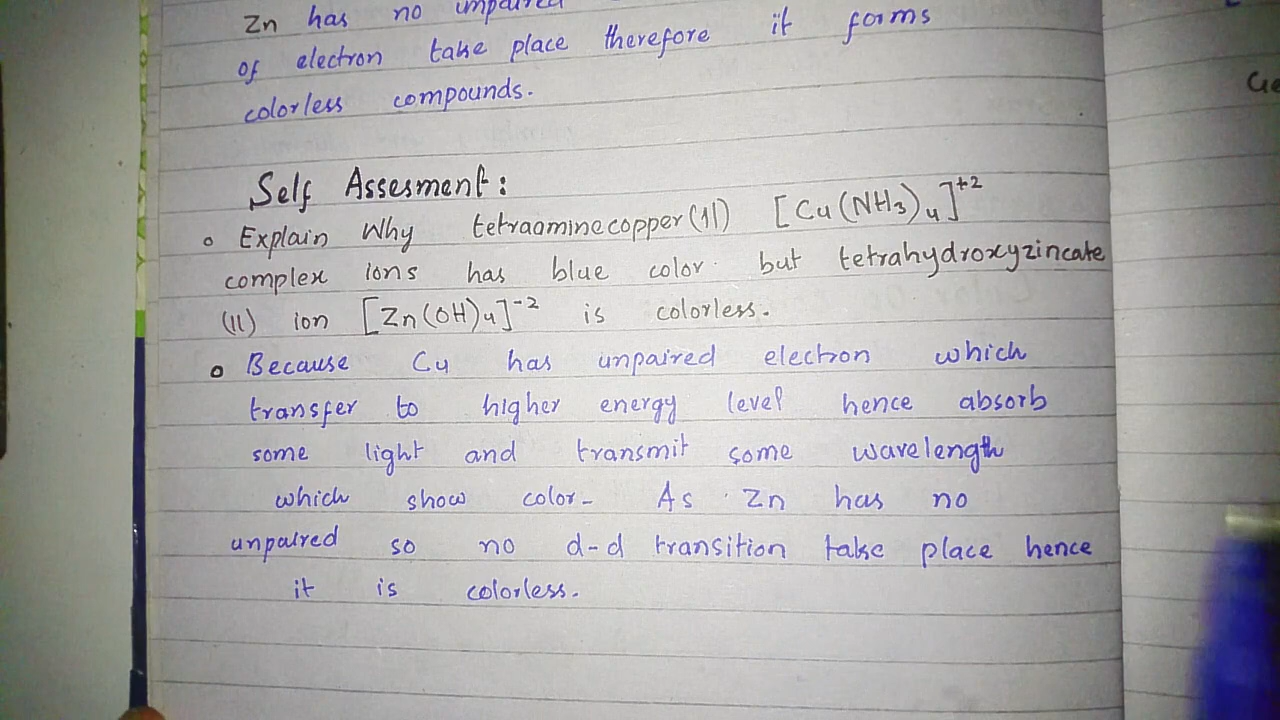 Zn has no unpaired
of electron take place therefore it forms
colorless compounds.
Self Assesment:
Explain Why tetraaminecopper(II) [Cu(NH3)4]+2
complex ions has blue color. but tetrahydroxyzincate
(II) ion [Zn(OH)4]-2 is colorless.
Because Cu has unpaired electron which
transfer to higher energy level hence absorb
some light and transmit some wavelength
which show color- As Zn has no
unpaired so no d-d transition take place hence
it is colorless.